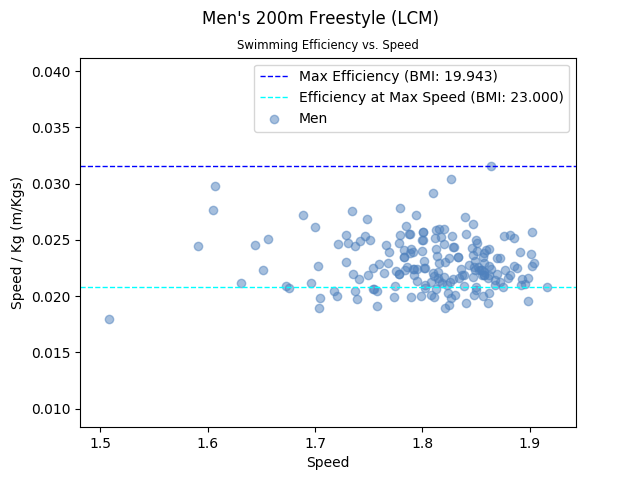 Men's 200m Freestyle (LCM)
Swimming Efficiency vs. Speed
Max Efficiency (BMI: 19.943)
Efficiency at Max Speed (BMI: 23.000)
Men
Speed / Kg (m/Kgs)
0.040
0.035
0.030
0.025
0.020
0.015
0.010
1.5
1.6
1.7
1.8
1.9
Speed